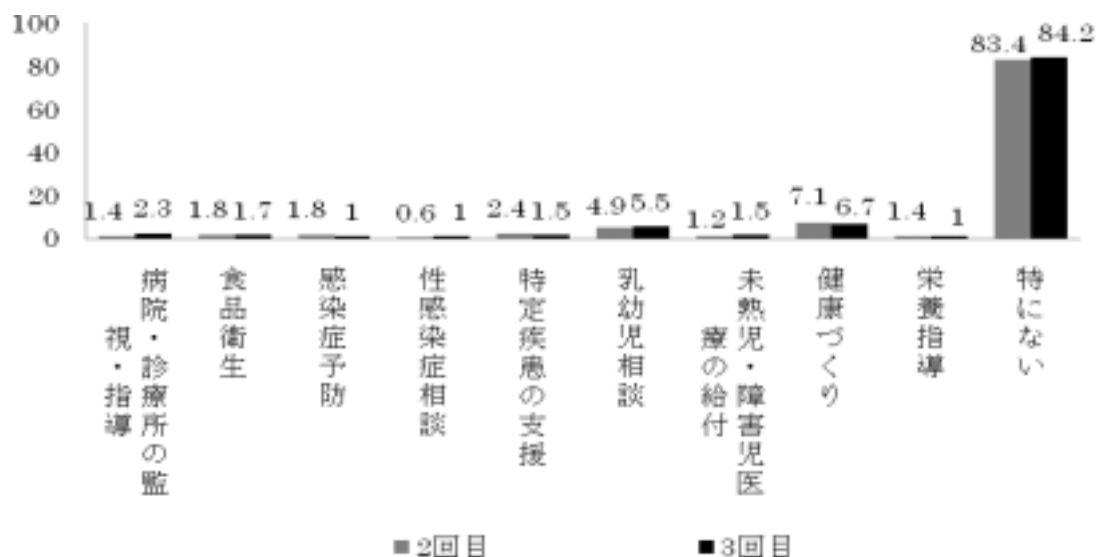 100
80
60
40
20
0
1.4 2.3
1.8 1.7
1.8 1
0.6 1
2.4 1.5
4.9 5.5
1.2 1.5
7.1 6.7
1.4 1
83.4 84.2
病院・診療所の監
視・指導
食品衛生
感染症予防
性感染症相談
特定疾患の支援
乳幼児相談
未熟児・障害児医
療の給付
健康づくり
栄養指導
特にない
2回目 3回目